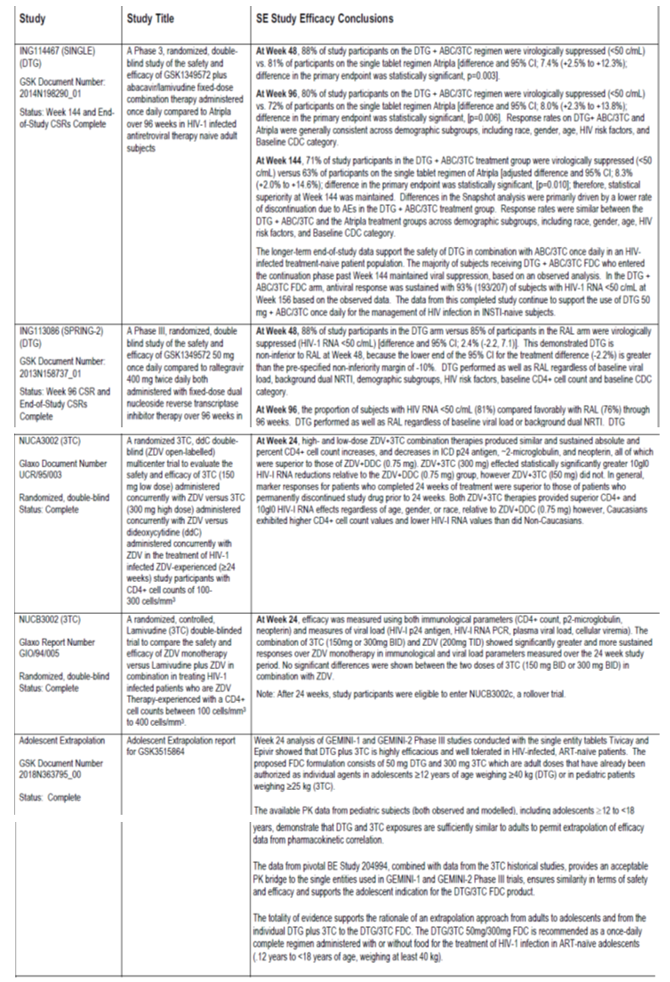 Study
Study Title
SE Study Efficacy Conclusions
ING114467 (SINGLE)
(DTG)
GSK Document Number:
2014N198290_01
Status: Week 144 and End-
of-Study CSRs Complete
A Phase 3, randomized, double-
blind study of the safety and
efficacy of GSK1349572 plus
abacavir/lamivudine fixed-dose
combination therapy administered
once daily compared to Atripla
over 96 weeks in HIV-1 infected
antiretroviral therapy naive adult
subjects
At Week 48, 88% of study participants on the DTG + ABC/3TC regimen were virologically suppressed (<50 c/mL)
vs. 81% of participants on the single tablet regimen Atripla [difference and 95% CI; 7.4% (+2.5% to +12.3%);
difference in the primary endpoint was statistically significant, p=0.003].
At Week 96, 80% of study participants on the DTG + ABC/3TC regimen were virologically suppressed (<50 c/mL)
vs. 72% of participants on the single tablet regimen Atripla [difference and 95% CI; 8.0% (+2.3% to +13.8%);
difference in the primary endpoint was statistically significant, [p=0.006]. Response rates on DTG+ ABC/3TC and
Atripla were generally consistent across demographic subgroups, including race, gender, age, HIV risk factors, and
Baseline CDC category.
At Week 144, 71% of study participants in the DTG + ABC/3TC treatment group were virologically suppressed (<50
c/mL) versus 63% of participants on the single tablet regimen of Atripla [adjusted difference and 95% CI; 8.3%
(+2.0% to +14.6%); difference in the primary endpoint was statistically significant, [p=0.010]; therefore, statistical
superiority at Week 144 was maintained. Differences in the Snapshot analysis were primarily driven by a lower rate
of discontinuation due to AEs in the DTG + ABC/3TC treatment group. Response rates were similar between the
DTG + ABC/3TC and the Atripla treatment groups across demographic subgroups, including race, gender, age, HIV
risk factors, and Baseline CDC category.
The longer-term end-of-study data support the safety of DTG in combination with ABC/3TC once daily in an HIV-
infected treatment-naive patient population. The majority of subjects receiving DTG + ABC/3TC FDC who entered
the continuation phase past Week 144 maintained viral suppression, based on an observed analysis. In the DTG +
ABC/3TC FDC arm, antiviral response was sustained with 93% (193/207) of subjects with HIV-1 RNA <50 c/mL at
Week 156 based on the observed data. The data from this completed study continue to support the use of DTG 50
mg + ABC/3TC once daily for the management of HIV infection in INSTI-naive subjects.
ING113086 (SPRING-2)
(DTG)
GSK Document Number:
2013N158737_01
Status: Week 96 CSR and
End-of-Study CSRs
Complete
A Phase III, randomized, double
blind study of the safety and
efficacy of GSK1349572 50 mg
once daily compared to raltegravir
400 mg twice daily both
administered with fixed-dose dual
nucleoside reverse transcriptase
inhibitor therapy over 96 weeks in
At Week 48, 88% of study participants in the DTG arm versus 85% of participants in the RAL arm were virologically
suppressed (HIV-1 RNA <50 c/mL) [difference and 95% CI; 2.4% (-2.2, 7.1)]. This demonstrated DTG is
non-inferior to RAL at Week 48, because the lower end of the 95% CI for the treatment difference (-2.2%) is greater
than the pre-specified non-inferiority margin of -10%. DTG performed as well as RAL regardless of baseline viral
load, background dual NRTI, demographic subgroups, HIV risk factors, baseline CD4+ cell count and baseline CDC
category.
At Week 96, the proportion of subjects with HIV RNA <50 c/mL (81%) compared favorably with RAL (76%) through
96 weeks. DTG performed as well as RAL regardless of baseline viral load or background dual NRTI. DTG
NUCA3002 (3TC)
Glaxo Document Number
UCR/95/003
Randomized, double-blind
Status: Complete
A randomized 3TC, ddC double-
blind (ZDV open-labelled)
multicenter trial to evaluate the
safety and efficacy of 3TC (150
mg low dose) administered
concurrently with ZDV versus 3TC
(300 mg high dose) administered
concurrently with ZDV versus
dideoxycytidine (ddC)
administered concurrently with
ZDV in the treatment of HIV-1
infected ZDV-experienced (≥24
weeks) study participants with
CD4+ cell counts of 100-
300 cells/mm³
At Week 24, high- and low-dose ZDV+3TC combination therapies produced similar and sustained absolute and
percent CD4+ cell count increases, and decreases in ICD p24 antigen, ~2-microglobulin, and neopterin, all of which
were superior to those of ZDV+DDC (0.75 mg). ZDV+3TC (300 mg) effected statistically significant greater 10gl0
HIV-I RNA reductions relative to the ZDV+DDC (0.75 mg) group, however ZDV+3TC (l50 mg) did not. In general,
marker responses for patients who completed 24 weeks of treatment were superior to those of patients who
permanently discontinued study drug prior to 24 weeks. Both ZDV+3TC therapies provided superior CD4+ and
10gl0 HIV-I RNA effects regardless of age, gender, or race, relative to ZDV+DDC (0.75 mg) however, Caucasians
exhibited higher CD4+ cell count values and lower HIV-I RNA values than did Non-Caucasians.
NUCB3002 (3TC)
Glaxo Report Number
GIO/94/005
Randomized, double-blind
Status: Complete
A randomized, controlled,
Lamivudine (3TC) double-blinded
trial to compare the safety and
efficacy of ZDV monotherapy
versus Lamivudine plus ZDV in
combination in treating HIV-1
infected patients who are ZDV
Therapy-experienced with a CD4+
cell counts between 100 cells/mm³
to 400 cells/mm³.
At Week 24, efficacy was measured using both immunological parameters (CD4+ count, p2-microglobulin,
neopterin) and measures of viral load (HIV-I p24 antigen, HIV-I RNA PCR, plasma viral load, cellular viremia). The
combination of 3TC (150mg or 300mg BID) and ZDV (200mg TID) showed significantly greater and more sustained
responses over ZDV monotherapy in immunological and viral load parameters measured over the 24 week study
period. No significant differences were shown between the two doses of 3TC (150 mg BID or 300 mg BID) in
combination with ZDV.
Note: After 24 weeks, study participants were eligible to enter NUCB3002c, a rollover trial.
Adolescent Extrapolation
GSK Document Number
2018N363795_00
Status: Complete
Adolescent Extrapolation report
for GSK3515864
Week 24 analysis of GEMINI-1 and GEMINI-2 Phase III studies conducted with the single entity tablets Tivicay and
Epivir showed that DTG plus 3TC is highly efficacious and well tolerated in HIV-infected, ART-naive patients. The
proposed FDC formulation consists of 50 mg DTG and 300 mg 3TC which are adult doses that have already been
authorized as individual agents in adolescents ≥12 years of age weighing ≥40 kg (DTG) or in pediatric patients
weighing ≥25 kg (3TC).
The available PK data from pediatric subjects (both observed and modelled), including adolescents ≥12 to <18
years, demonstrate that DTG and 3TC exposures are sufficiently similar to adults to permit extrapolation of efficacy
data from pharmacokinetic correlation.
The data from pivotal BE Study 204994, combined with data from the 3TC historical studies, provides an acceptable
PK bridge to the single entities used in GEMINI-1 and GEMINI-2 Phase III trials, ensures similarity in terms of safety
and efficacy and supports the adolescent indication for the DTG/3TC FDC product.
The totality of evidence supports the rationale of an extrapolation approach from adults to adolescents and from the
individual DTG plus 3TC to the DTG/3TC FDC. The DTG/3TC 50mg/300mg FDC is recommended as a once-daily
complete regimen administered with or without food for the treatment of HIV-1 infection in ART-naive adolescents
(.12 years to <18 years of age, weighing at least 40 kg).